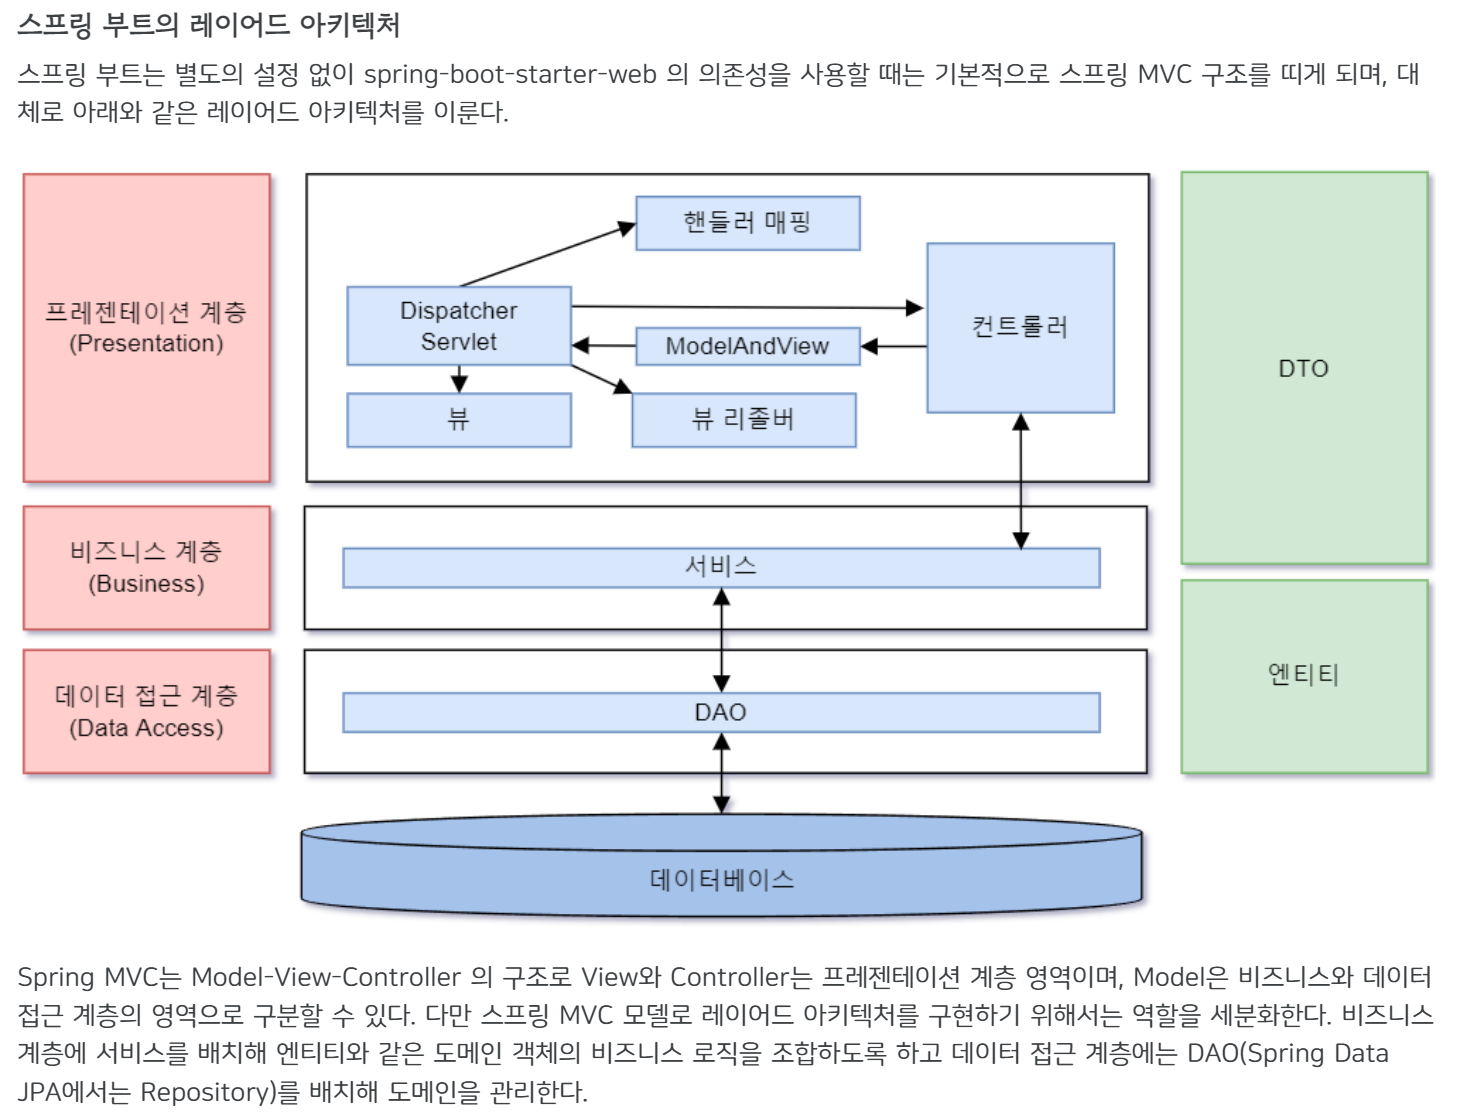 스프링 부트의 레이어드 아키텍처
스프링 부트는 별도의 설정 없이 spring-boot-starter-web 의 의존성을 사용할 때는 기본적으로 스프링 MVC 구조를 띠게 되며, 대
체로 아래와 같은 레이어드 아키텍처를 이룬다.
프레젠테이션 계층
(Presentation)
핸들러 매핑
Dispatcher
Servlet
ModelAndView
컨트롤러
뷰
뷰 리졸버
DTO
비즈니스 계층
(Business)
서비스
데이터 접근 계층
(Data Access)
DAO
엔티티
데이터베이스
Spring MVC는 Model-View-Controller 의 구조로 View와 Controller는 프레젠테이션 계층 영역이며, Model은 비즈니스와 데이터
접근 계층의 영역으로 구분할 수 있다. 다만 스프링 MVC 모델로 레이어드 아키텍처를 구현하기 위해서는 역할을 세분화한다. 비즈니스
계층에 서비스를 배치해 엔티티와 같은 도메인 객체의 비즈니스 로직을 조합하도록 하고 데이터 접근 계층에는 DAO(Spring Data
JPA에서는 Repository)를 배치해 도메인을 관리한다.